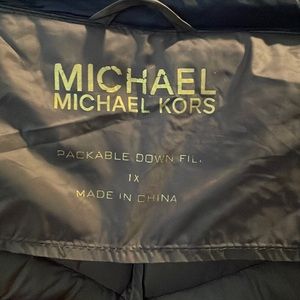 MICHAEL
MICHAEL KORS
PACKABLE DOWN FILL
1X
MADE IN CHINA